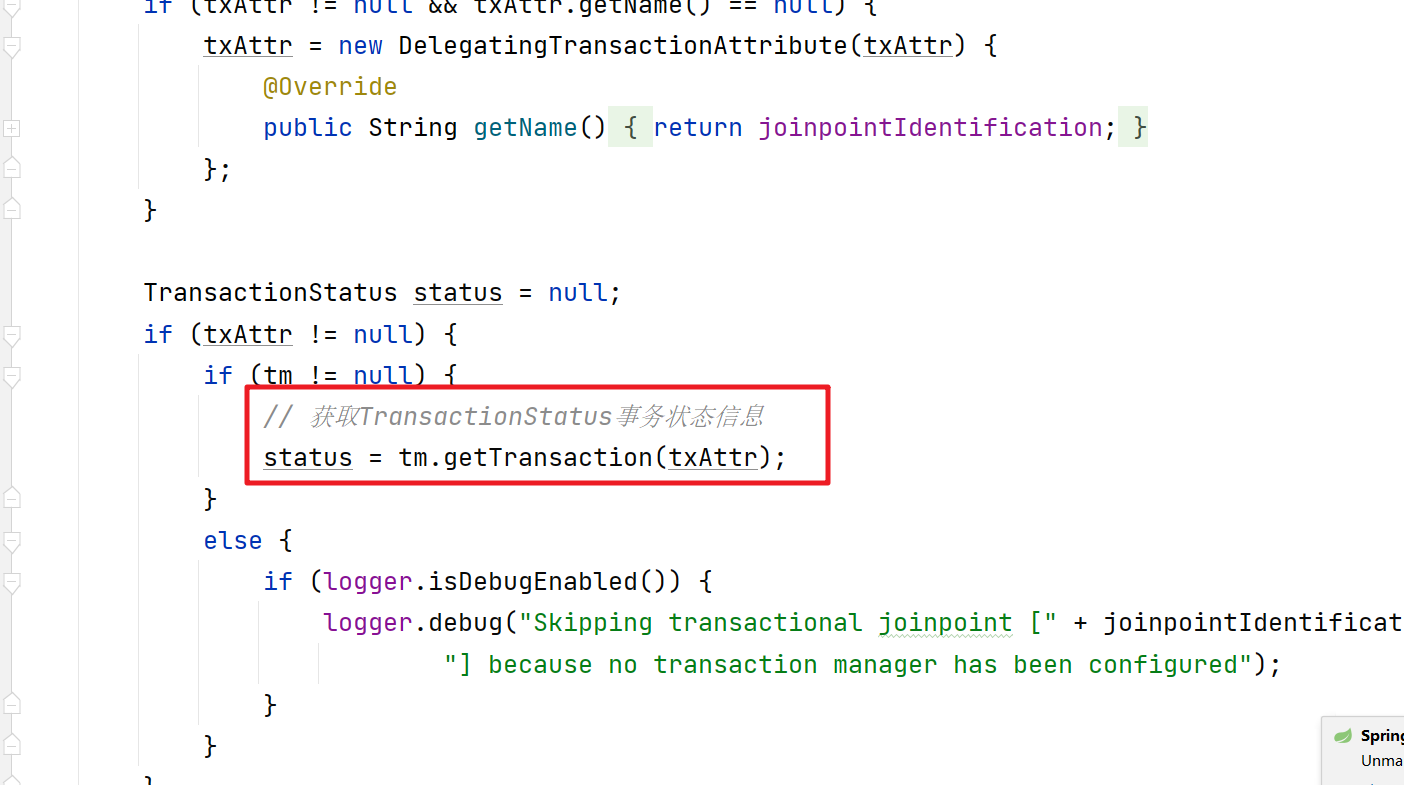 if (txAttr != null && txAttr.getName() == null) {
txAttr = new DelegatingTransactionAttribute(txAttr) {
@Override
public String getName() { return joinpointIdentification; }
};
}
TransactionStatus status = null;
if (txAttr != null) {
if (tm != null) {
// 获取TransactionStatus事务状态信息
status = tm.getTransaction(txAttr);
}
else {
if (logger.isDebugEnabled()) {
logger.debug("Skipping transactional joinpoint [" + joinpointIdentificat
"] because no transaction manager has been configured");
}
}
Spring
Unma